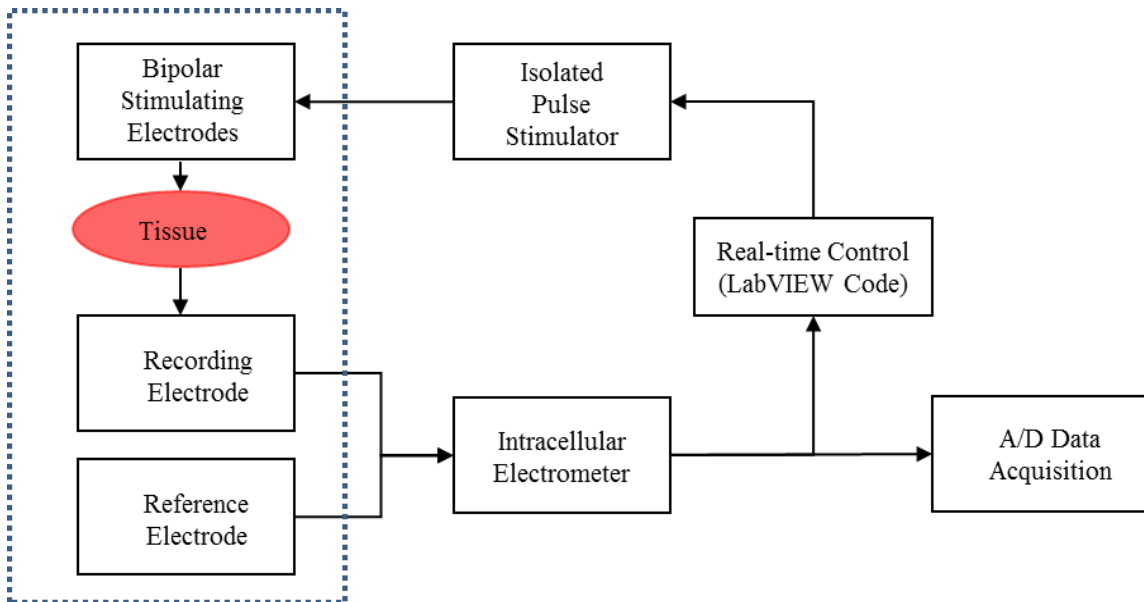 Bipolar
Stimulating
Electrodes
Isolated
Pulse
Stimulator
Tissue
Real-time Control
(LabVIEW Code)
Recording
Electrode
Intracellular
Electrometer
A/D Data
Acquisition
Reference
Electrode